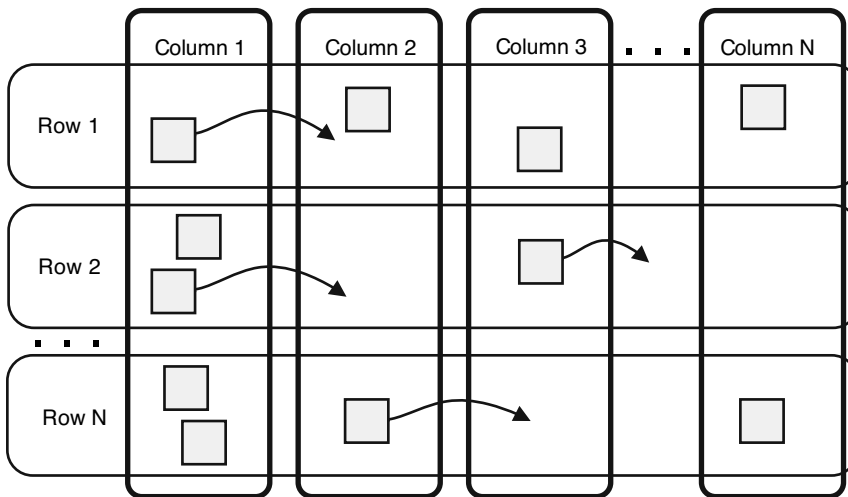 Column 1
Column 2
Column 3
. . .
Column N
Row 1
Row 2
. . .
Row N